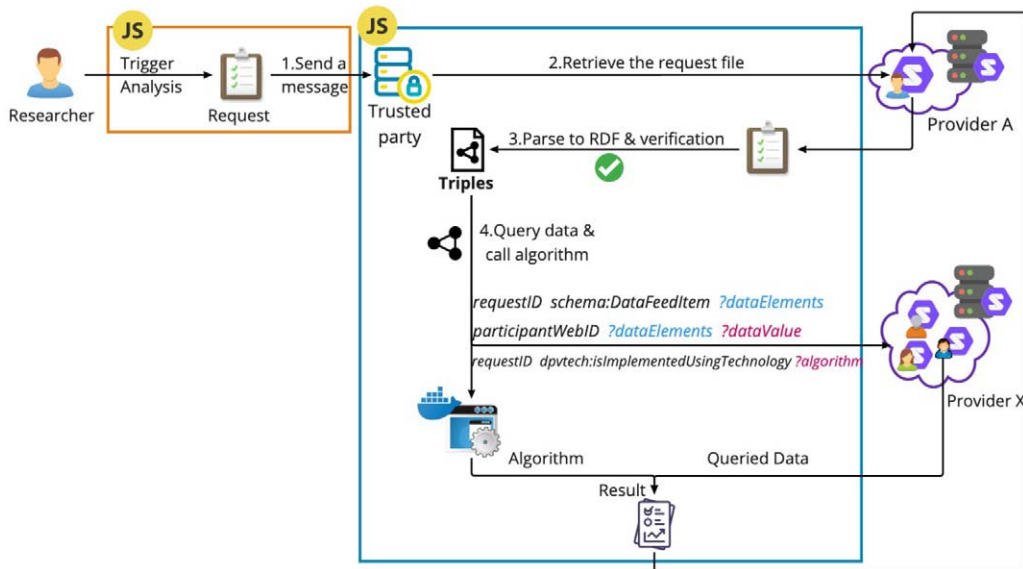 JS
JS
Trigger
Analysis
1.Send a
message
2.Retrieve the request file
Researcher
Request
Trusted
party
Provider A
3.Parse to RDF & verification
Triples
4.Query data &
call algorithm
requestID schema:DataFeedItem ?dataElements
participantWebID ?dataElements ?dataValue
requestID dpvtech:isImplementedUsingTechnology ?algorithm
Provider X
Algorithm
Queried Data
Result